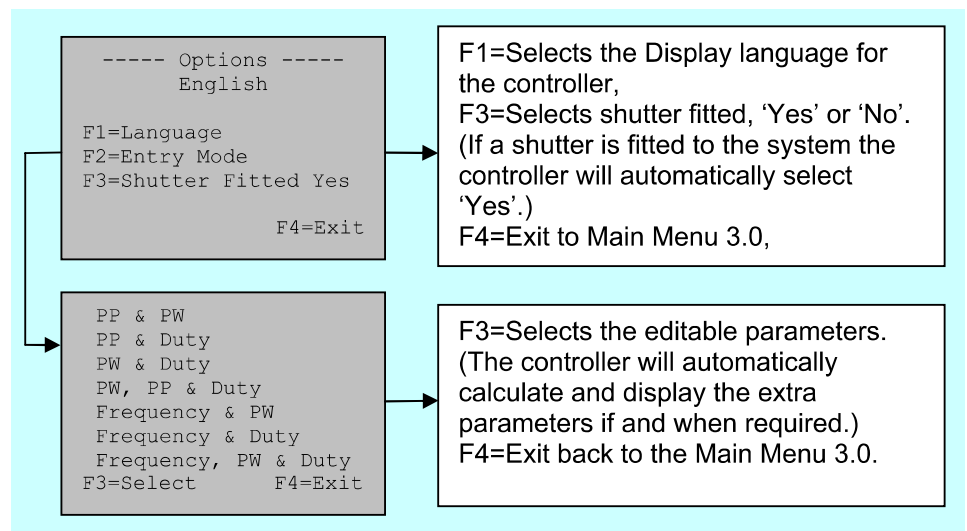 ----- Options -----
English
F1=Language
F2=Entry Mode
F3=Shutter Fitted Yes
F4=Exit
F1=Selects the Display language for
the controller,
F3=Selects shutter fitted, ‘Yes’ or ‘No’.
(If a shutter is fitted to the system the
controller will automatically select
‘Yes’.)
F4=Exit to Main Menu 3.0,
PP & PW
PP & Duty
PW & Duty
PW, PP & Duty
Frequency & PW
Frequency & Duty
Frequency, PW & Duty
F3=Select F4=Exit
F3=Selects the editable parameters.
(The controller will automatically
calculate and display the extra
parameters if and when required.)
F4=Exit back to the Main Menu 3.0.